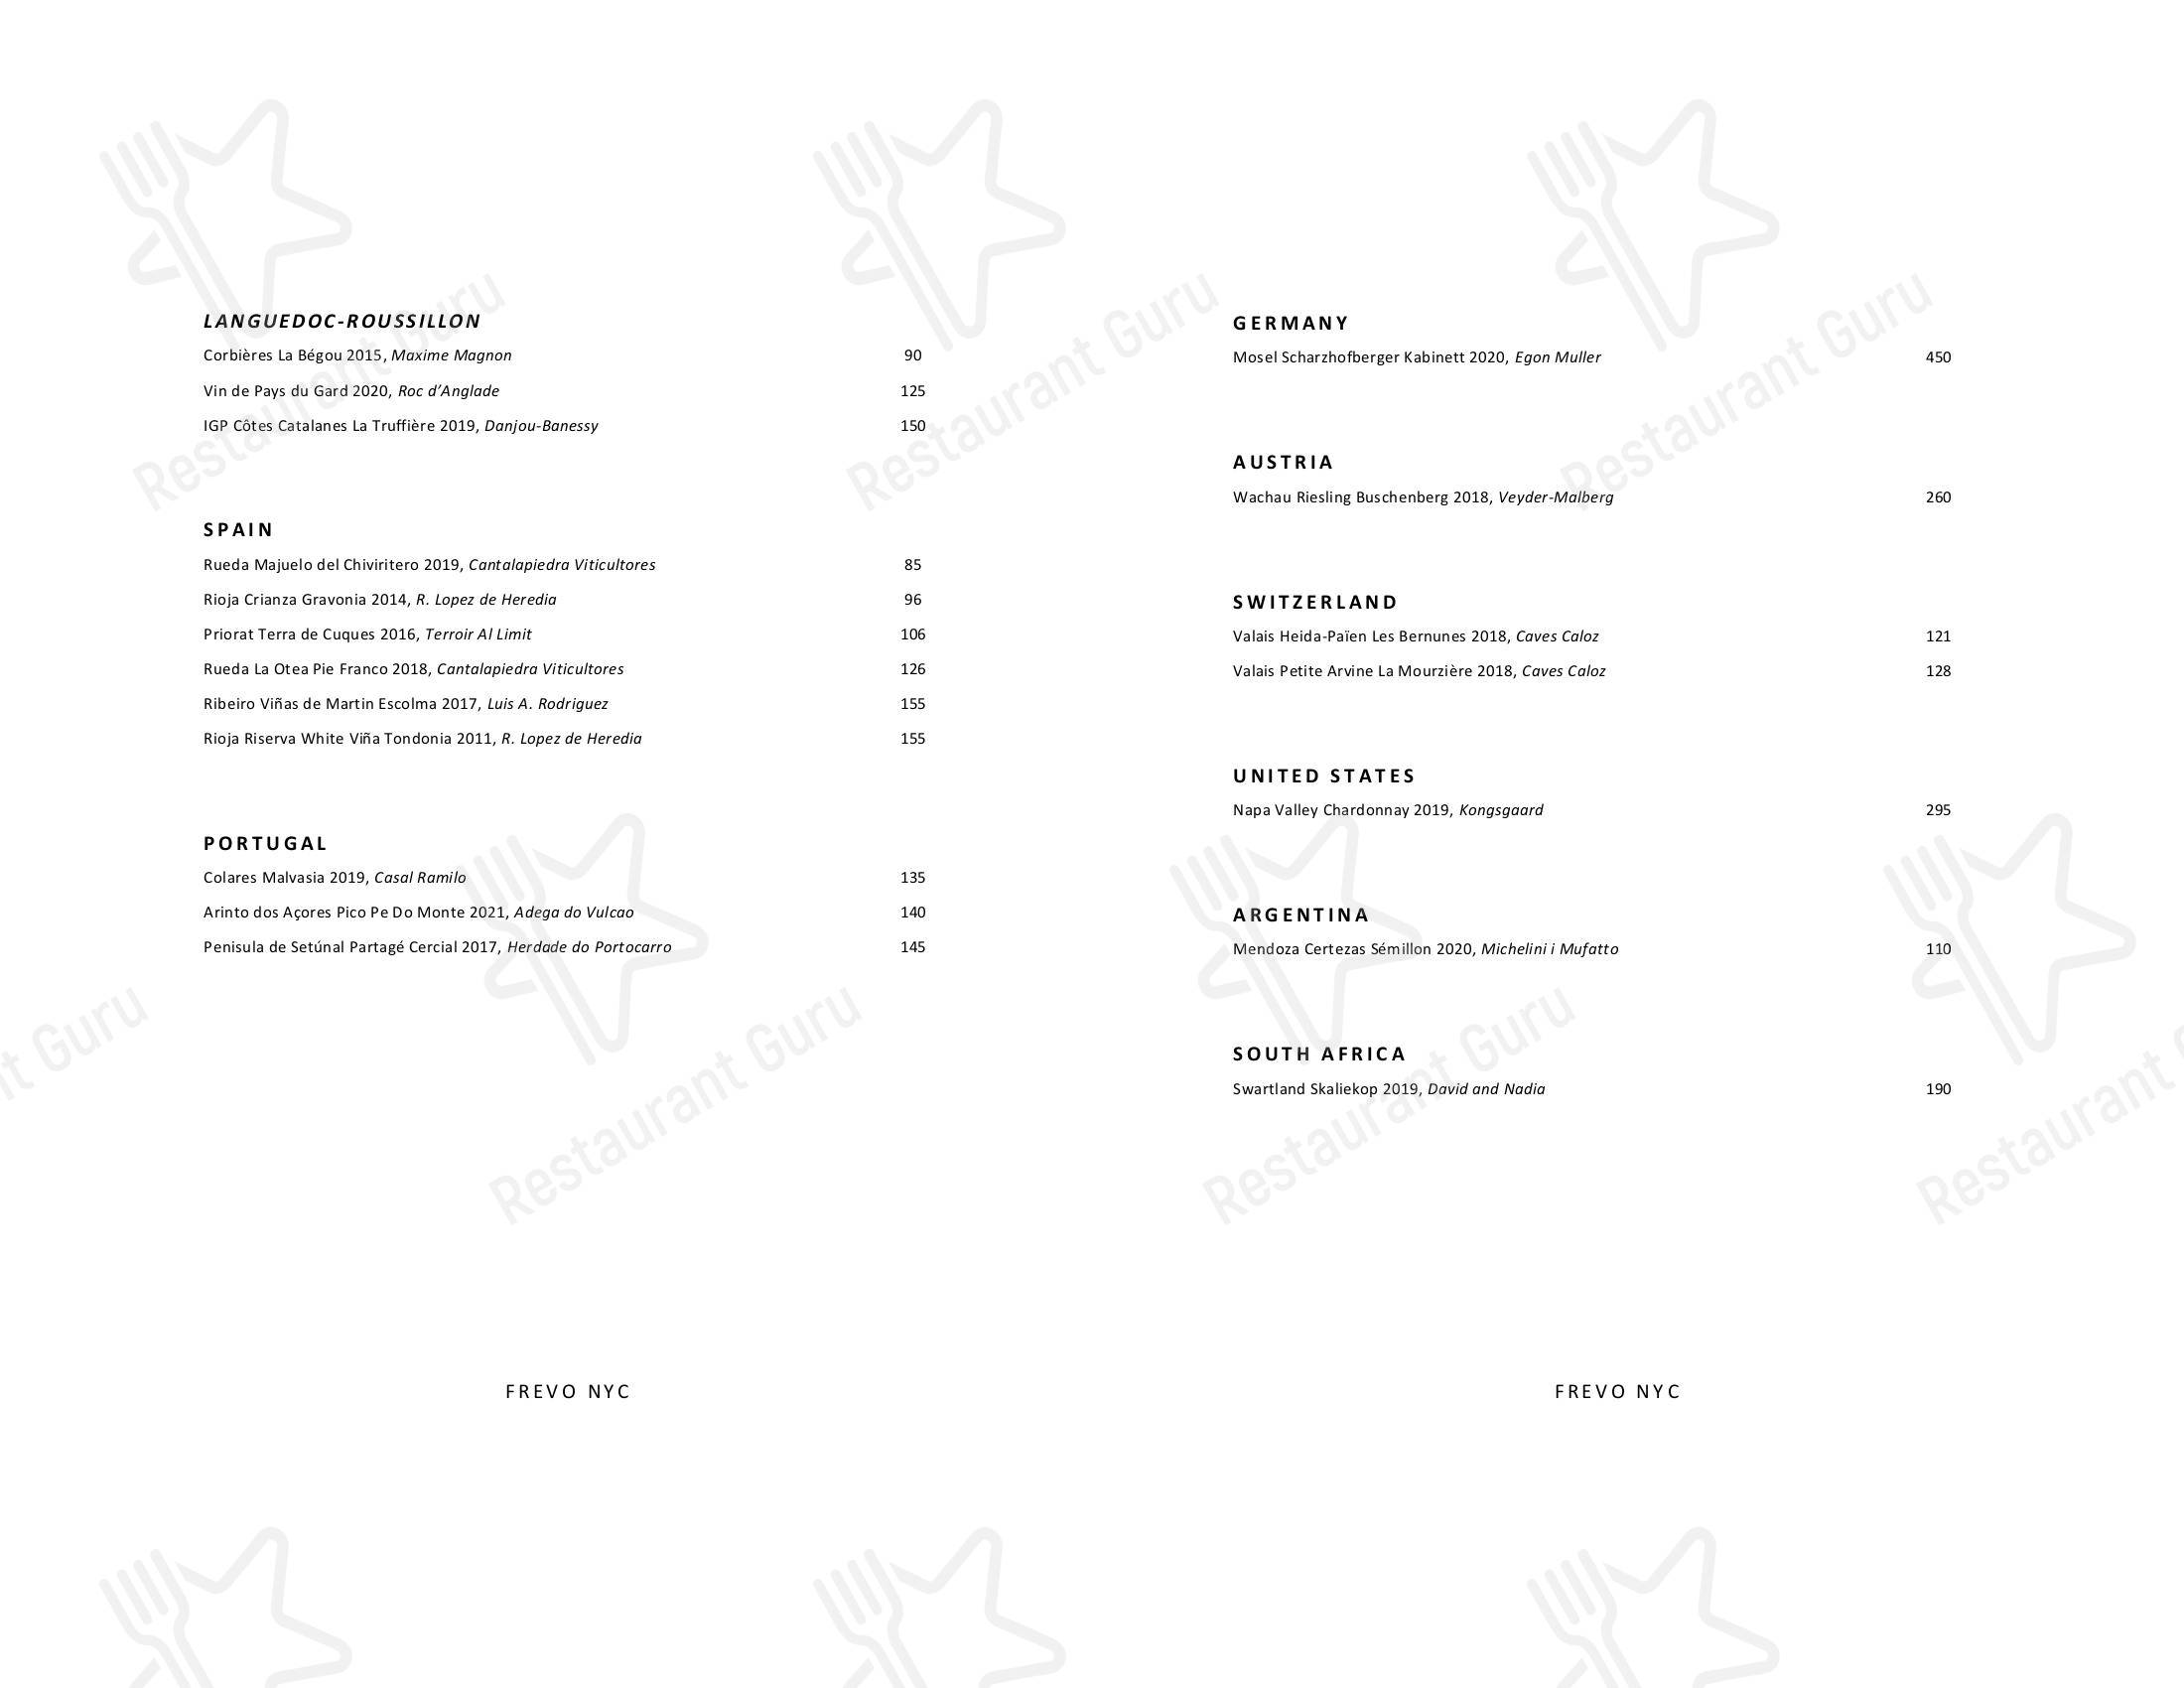 LANGUEDOC-ROUSSILLON
Corbières La Bégou 2015, Maxime Magnon 90
Vin de Pays du Gard 2020, Roc d’Anglade 125
IGP Côtes Catalanes La Truffière 2019, Danjou-Banessy 150
SPAIN
Rueda Majuelo del Chiviritero 2019, Cantalapiedra Viticultores 85
Rioja Crianza Gravonia 2014, R. Lopez de Heredia 96
Priorat Terra de Cuques 2016, Terroir Al Limit 106
Rueda La Otea Pie Franco 2018, Cantalapiedra Viticultores 126
Ribeiro Viñas de Martin Escolma 2017, Luis A. Rodriguez 155
Rioja Riserva White Viña Tondonia 2011, R. Lopez de Heredia 155
PORTUGAL
Colares Malvasia 2019, Casal Ramilo 135
Arinto dos Açores Pico Pe Do Monte 2021, Adega do Vulcao 140
Penisula de Setúnal Partagé Cercial 2017, Herdade do Portocarro 145
FREVO NYC
GERMANY
Mosel Scharzhofberger Kabinett 2020, Egon Muller 450
AUSTRIA
Wachau Riesling Buschenberg 2018, Veyder-Malberg 260
SWITZERLAND
Valais Heida-Païen Les Bernunes 2018, Caves Caloz 121
Valais Petite Arvine La Mourzière 2018, Caves Caloz 128
UNITED STATES
Napa Valley Chardonnay 2019, Kongsgaard 295
ARGENTINA
Mendoza Certezas Sémillon 2020, Michelini i Mufatto 110
SOUTH AFRICA
Swartland Skaliekop 2019, David and Nadia 190
FREVO NYC
Restaurant Guru
Restaurant Guru
Restaurant Guru
Restaurant Guru
Restaurant Guru